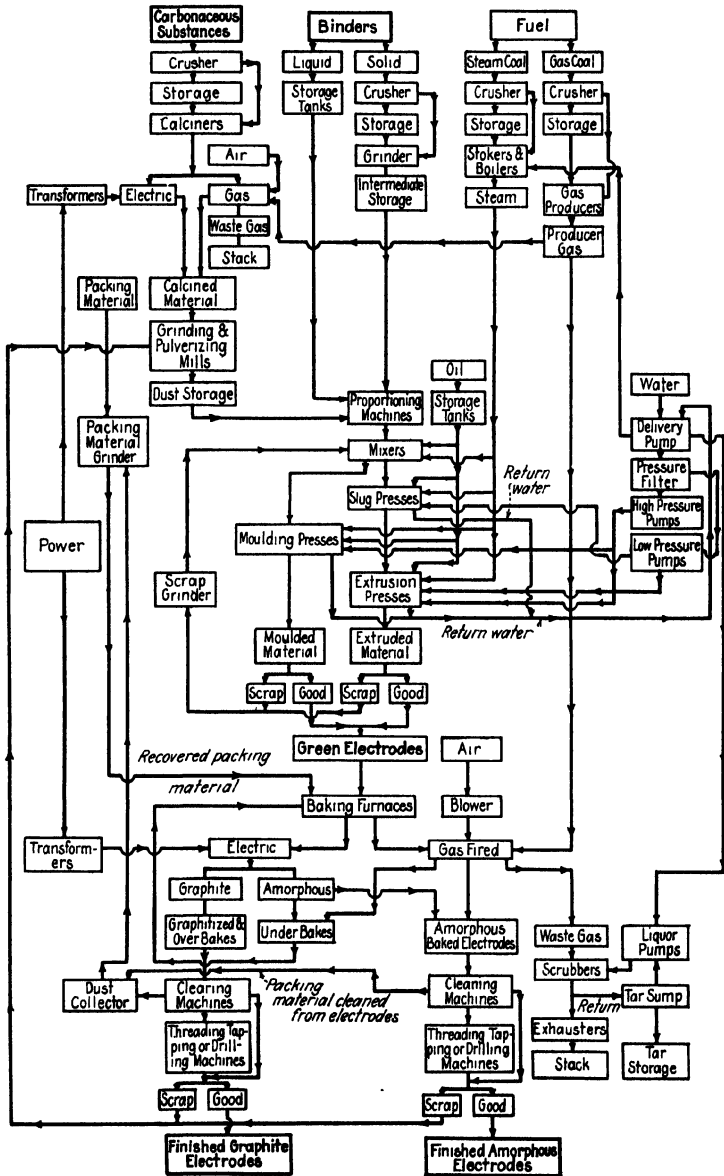 Carbonaceous
Substances
Binders
Fuel
Crusher
Liquid
Solid
Steam Coal
Gas Coal
Storage
Storage
Tanks
Crusher
Crusher
Crusher
Calciners
Storage
Storage
Storage
Air
Grinder
Stokers &
Boilers
Transformers
Electric
Gas
Intermediate
Storage
Steam
Gas
Producers
Waste Gas
Producer
Gas
Stack
Packing
Material
Calcined
Material
Grinding &
Pulverizing
Mills
Oil
Dust Storage
Proportioning
Machines
Storage
Tanks
Water
Packing
Material
Grinder
Delivery
Pump
Mixers
Return
water
Pressure
Filter
Slug Presses
High Pressure
Pumps
Power
Moulding Presses
Low Pressure
Pumps
Scrap
Grinder
Extrusion
Presses
Moulded
Material
Extruded
Material
Return water
Scrap
Good
Scrap
Good
Green Electrodes
Air
Recovered packing
material
Baking Furnaces
Blower
Transform-
ers
Electric
Gas Fired
Graphite
Amorphous
Graphitized &
Over Bakes
Under Bakes
Amorphous
Baked Electrodes
Waste Gas
Liquor
Pumps
Scrubbers
Dust
Collector
Cleaning
Machines
Packing
material cleaned
from electrodes
Cleaning
Machines
Tar Sump
Return
Threading Tap-
ping or Drill-
ing Machines
Threading Tap-
ping or Drilling
Machines
Exhausters
Stack
Tar
Storage
Scrap
Good
Scrap
Good
Finished Graphite
Electrodes
Finished Amorphous
Electrodes